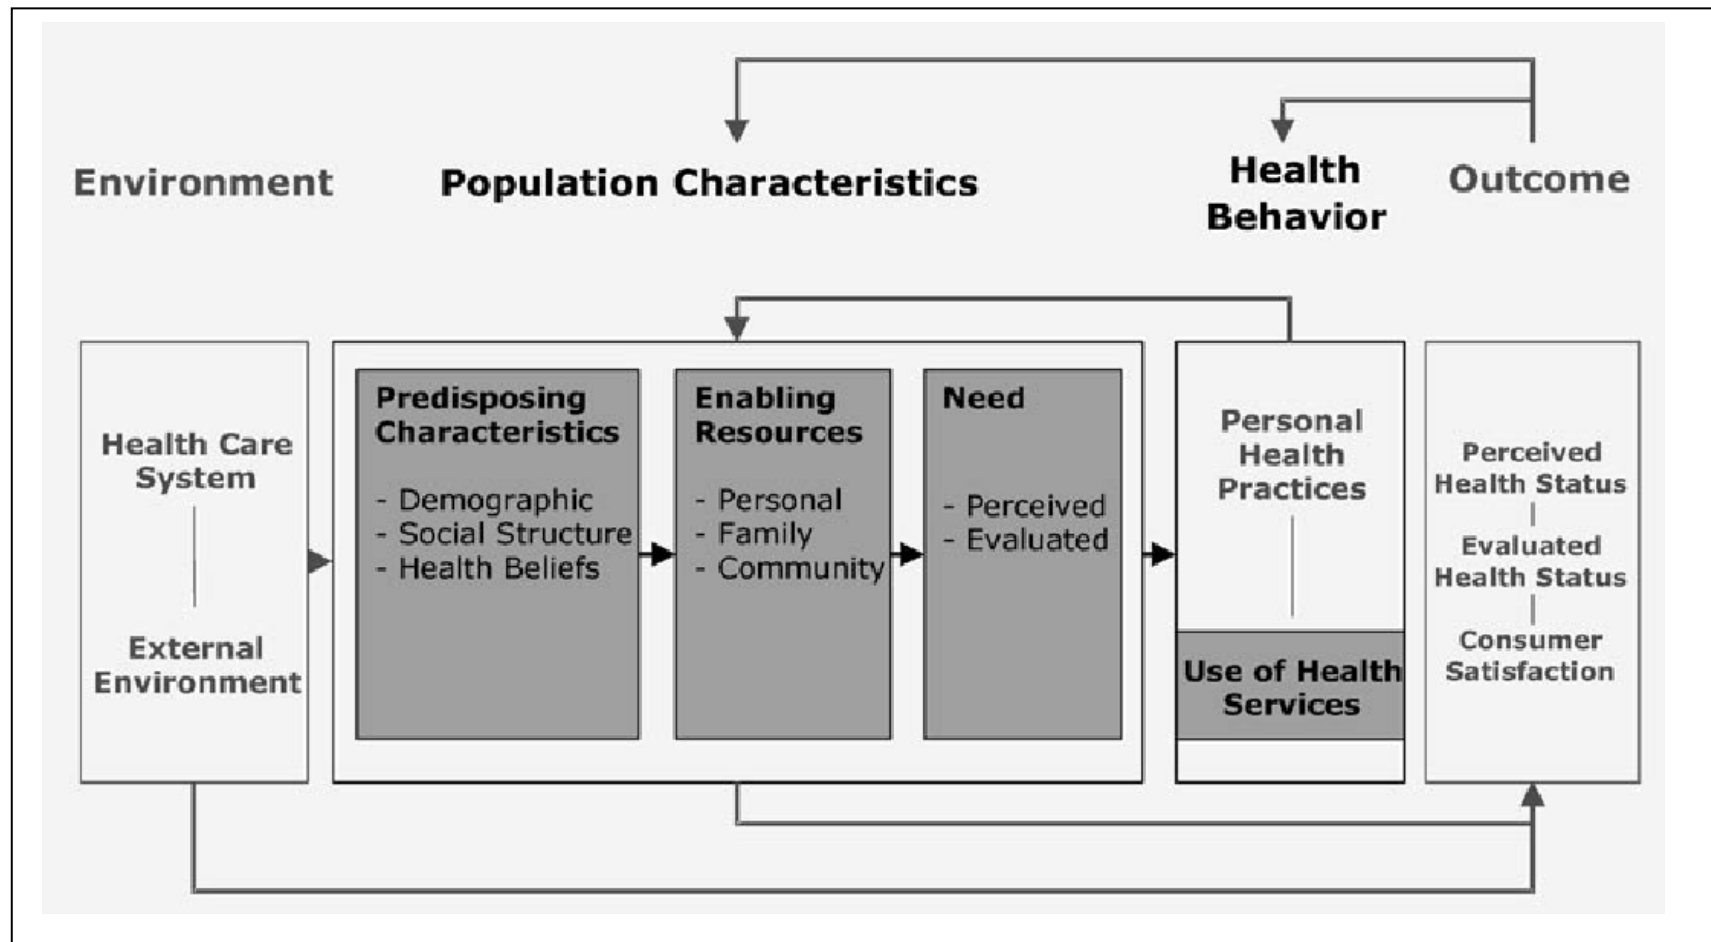 Environment
Population Characteristics
Health
Behavior
Outcome
Health Care
System
External
Environment
Predisposing
Characteristics
- Demographic
- Social Structure
- Health Beliefs
Enabling
Resources
- Personal
- Family
- Community
Need
- Perceived
- Evaluated
Personal
Health
Practices
Use of Health
Services
Perceived
Health Status
Evaluated
Health Status
Consumer
Satisfaction